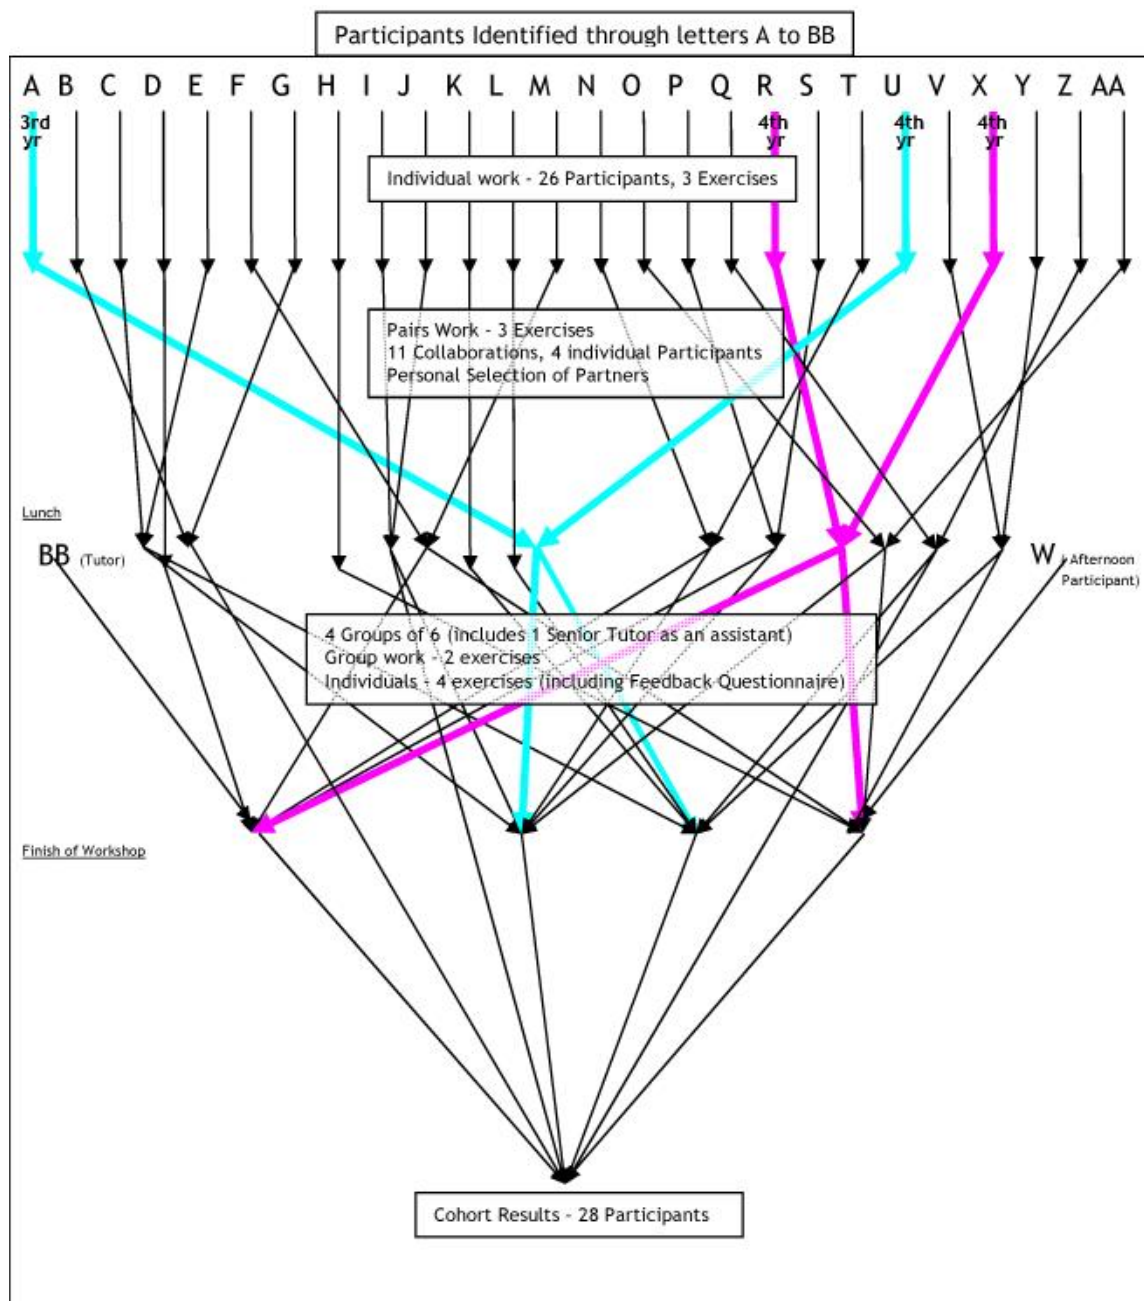 Participants Identified through letters A to BB
A B C D E F G H I J K L M N O P Q R S T U V X Y Z AA
3rd yr 4th yr 4th yr 4th yr
Individual work - 26 Participants, 3 Exercises
Pairs Work - 3 Exercises
11 Collaborations, 4 individual Participants
Personal Selection of Partners
Lunch
BB (Tutor)
W (Afternoon
Participant)
4 Groups of 6 (includes 1 Senior Tutor as an assistant)
Group work - 2 exercises
Individuals - 4 exercises (including Feedback Questionnaire)
Finish of Workshop
Cohort Results - 28 Participants